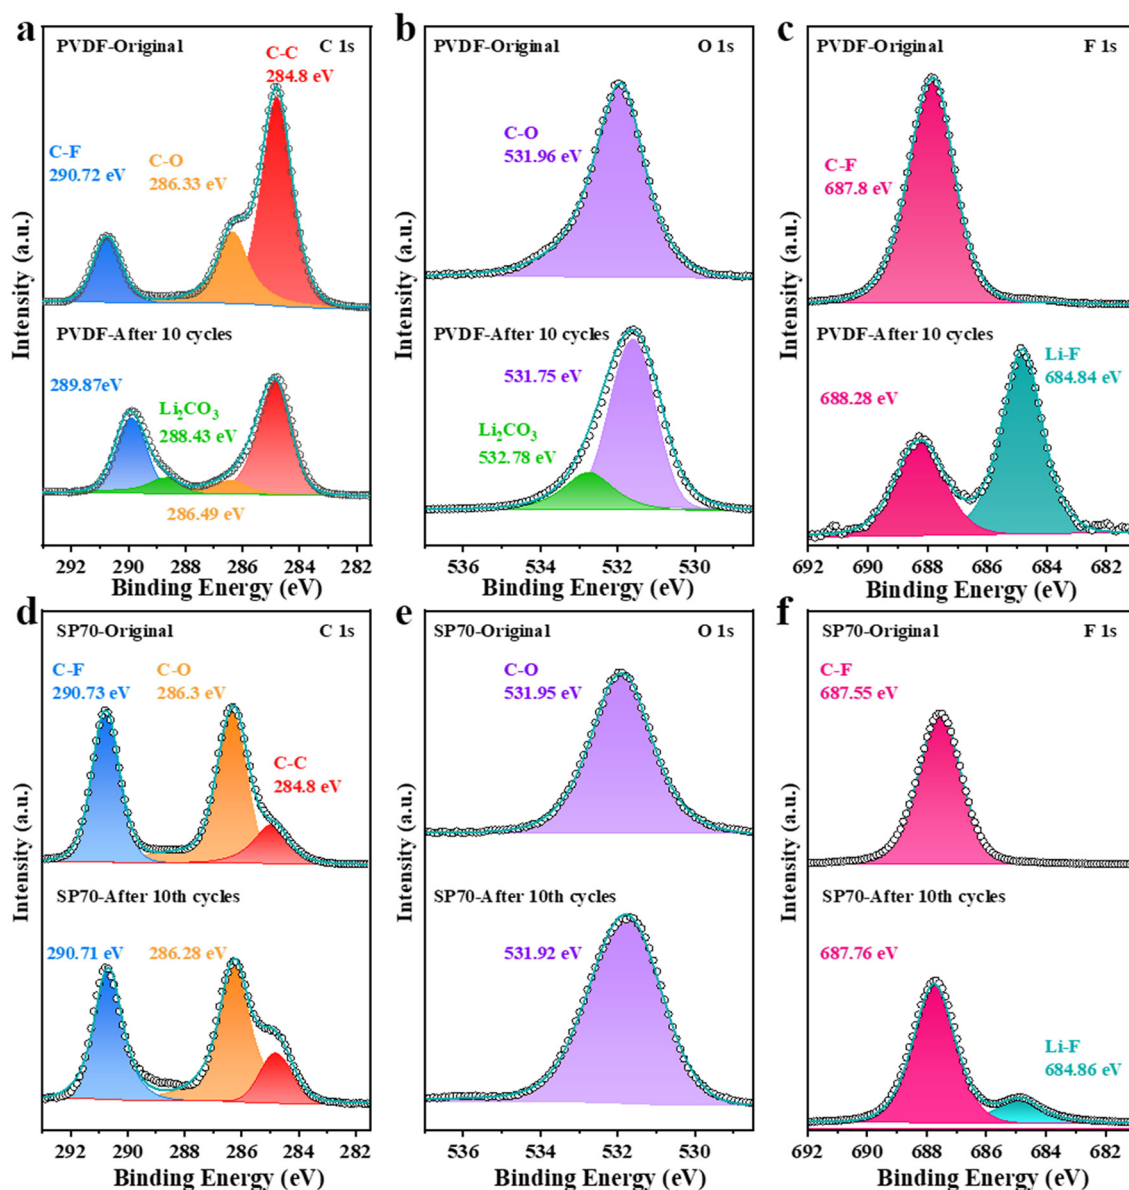 a
PVDF-Original
C 1s
C-C
284.8 eV
C-F
290.72 eV
C-O
286.33 eV
PVDF-After 10 cycles
289.87eV
Li₂CO₃
288.43 eV
286.49 eV
Intensity (a.u.)
292 290 288 286 284 282
Binding Energy (eV)
b
PVDF-Original
O 1s
C-O
531.96 eV
PVDF-After 10 cycles
531.75 eV
Li₂CO₃
532.78 eV
Intensity (a.u.)
536 534 532 530
Binding Energy (eV)
c
PVDF-Original
F 1s
C-F
687.8 eV
PVDF-After 10 cycles
Li-F
684.84 eV
688.28 eV
Intensity (a.u.)
692 690 688 686 684 682
Binding Energy (eV)
d
SP70-Original
C 1s
C-F
290.73 eV
C-O
286.3 eV
C-C
284.8 eV
SP70-After 10th cycles
290.71 eV
286.28 eV
Intensity (a.u.)
292 290 288 286 284 282
Binding Energy (eV)
e
SP70-Original
O 1s
C-O
531.95 eV
SP70-After 10th cycles
531.92 eV
Intensity (a.u.)
536 534 532 530
Binding Energy (eV)
f
SP70-Original
F 1s
C-F
687.55 eV
SP70-After 10th cycles
687.76 eV
Li-F
684.86 eV
Intensity (a.u.)
692 690 688 686 684 682
Binding Energy (eV)